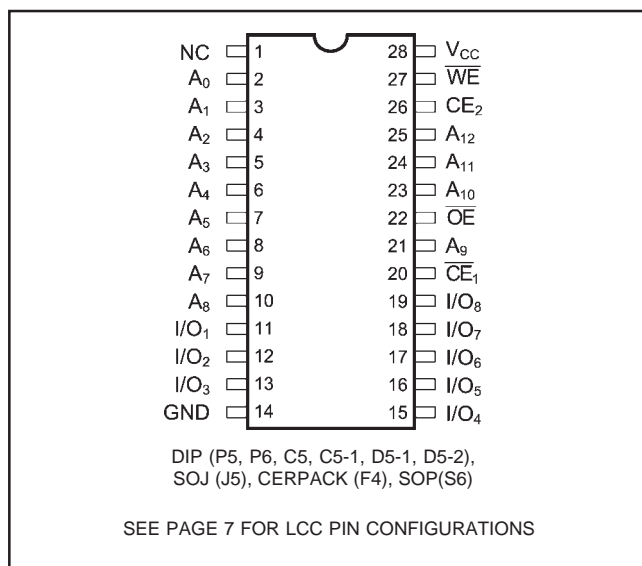 NC 1 28 VCC
A0 2 27 W̅E̅
A1 3 26 CE2
A2 4 25 A12
A3 5 24 A11
A4 6 23 A10
A5 7 22 O̅E̅
A6 8 21 A9
A7 9 20 C̅E̅1
A8 10 19 I/O8
I/O1 11 18 I/O7
I/O2 12 17 I/O6
I/O3 13 16 I/O5
GND 14 15 I/O4
DIP (P5, P6, C5, C5-1, D5-1, D5-2),
SOJ (J5), CERPACK (F4), SOP(S6)
SEE PAGE 7 FOR LCC PIN CONFIGURATIONS